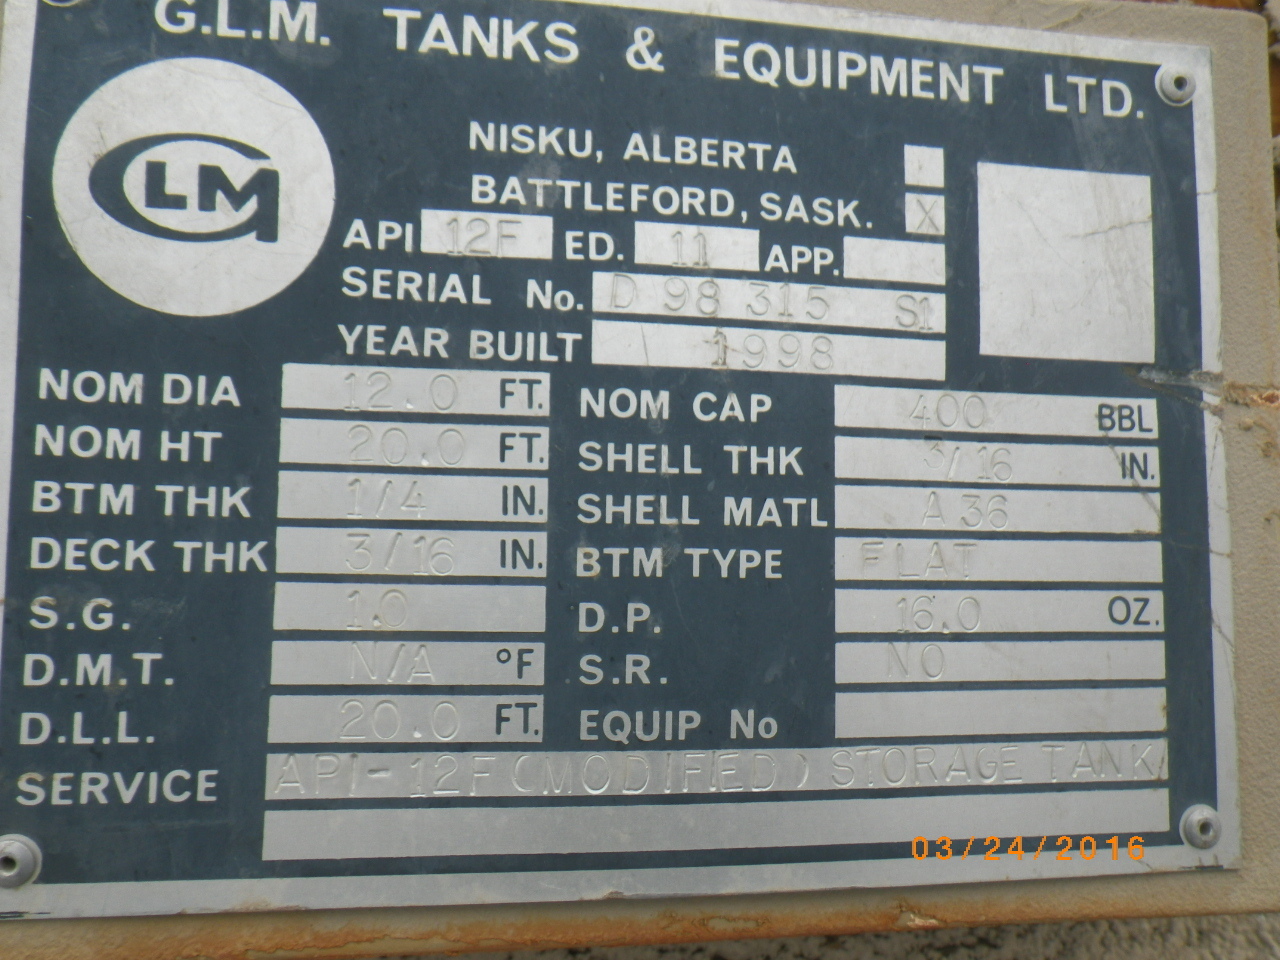 G.L.M. TANKS & EQUIPMENT LTD.
GLM
NISKU, ALBERTA
BATTLEFORD, SASK. X
API 12F ED. 11 APP.
SERIAL No. D 98 315 S1
YEAR BUILT 1998
NOM DIA 12.0 FT. NOM CAP 400 BBL
NOM HT 20.0 FT. SHELL THK 3/16 IN.
BTM THK 1/4 IN. SHELL MATL A 36
DECK THK 3/16 IN. BTM TYPE FLAT
S.G. 1.0 D.P. 16.0 OZ.
D.M.T. N/A °F S.R. NO
D.L.L. 20.0 FT. EQUIP No
SERVICE API-12F (MODIFIED) STORAGE TANK
03/24/2016